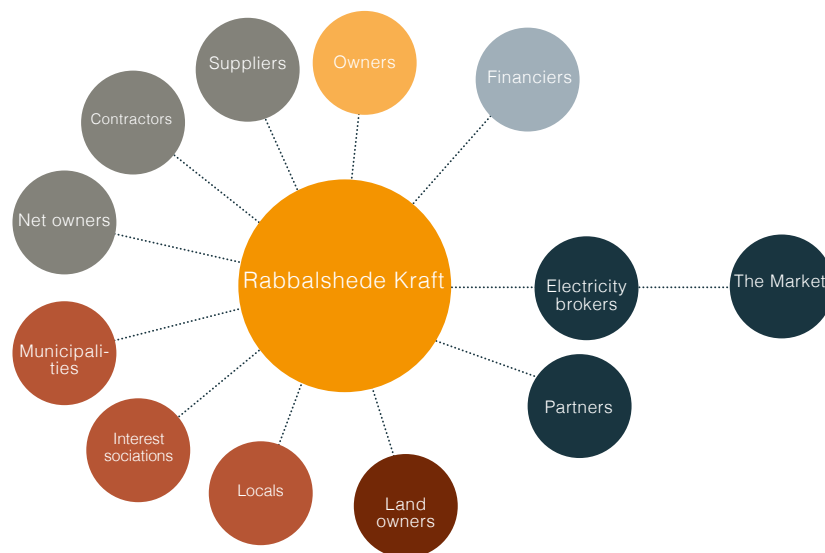 Suppliers
Owners
Financiers
Contractors
Net owners
Rabbalshede Kraft
Electricity
brokers
The Market
Municipali-
ties
Partners
Interest
sociations
Locals
Land
owners